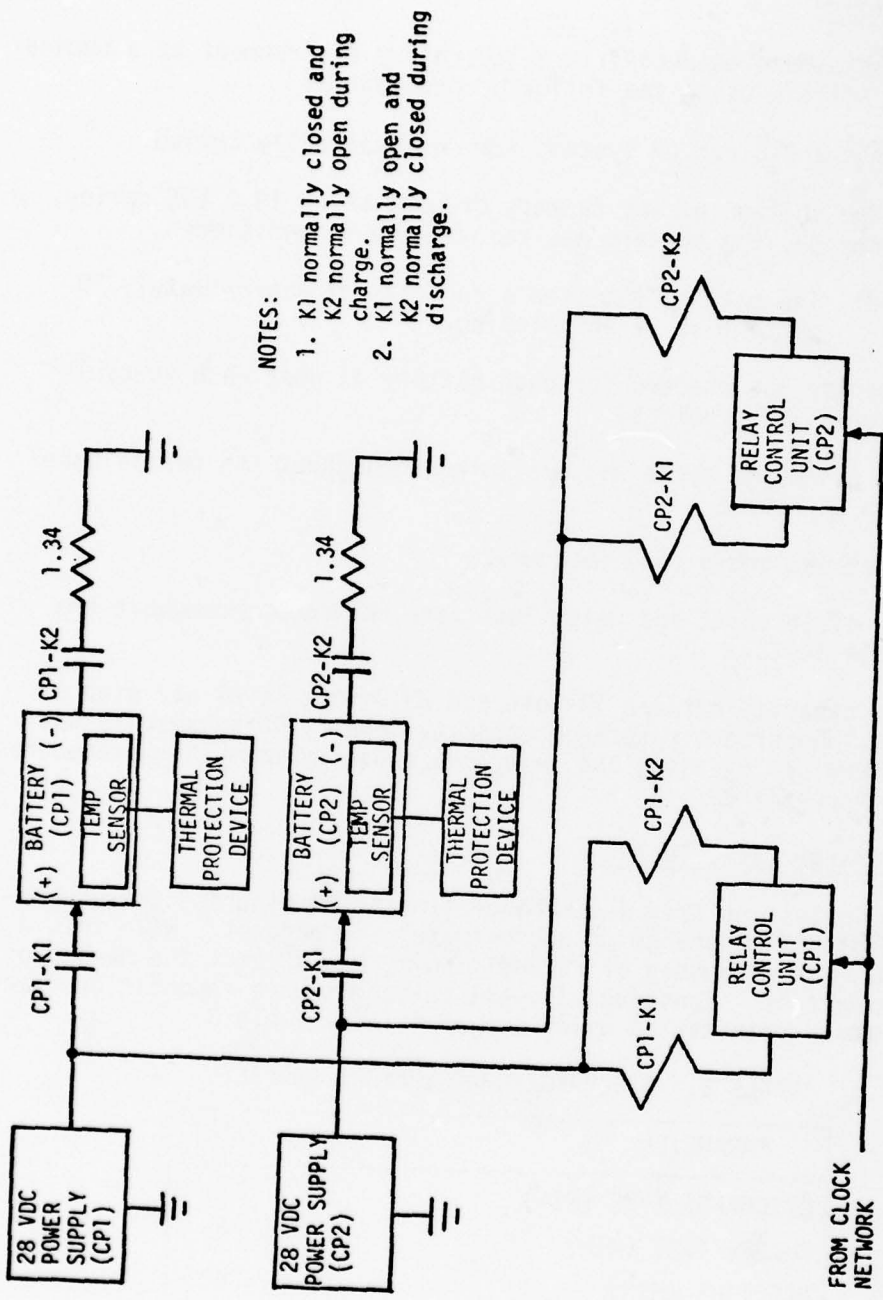 28 VDC
POWER
SUPPLY
(CP1)
CP1-K1
(+) BATTERY (-)
(CP1)
TEMP
SENSOR
THERMAL
PROTECTION
DEVICE
CP1-K2
1.34
28 VDC
POWER SUPPLY
(CP2)
CP2-K1
(+) BATTERY (-)
(CP2)
TEMP
SENSOR
THERMAL
PROTECTION
DEVICE
CP2-K2
1.34
NOTES:
1. K1 normally closed and
K2 normally open during
charge.
2. K1 normally open and
K2 normally closed during
discharge.
CP1-K1
CP1-K2
RELAY
CONTROL
UNIT
(CP1)
CP2-K1
CP2-K2
RELAY
CONTROL
UNIT
(CP2)
FROM CLOCK
NETWORK